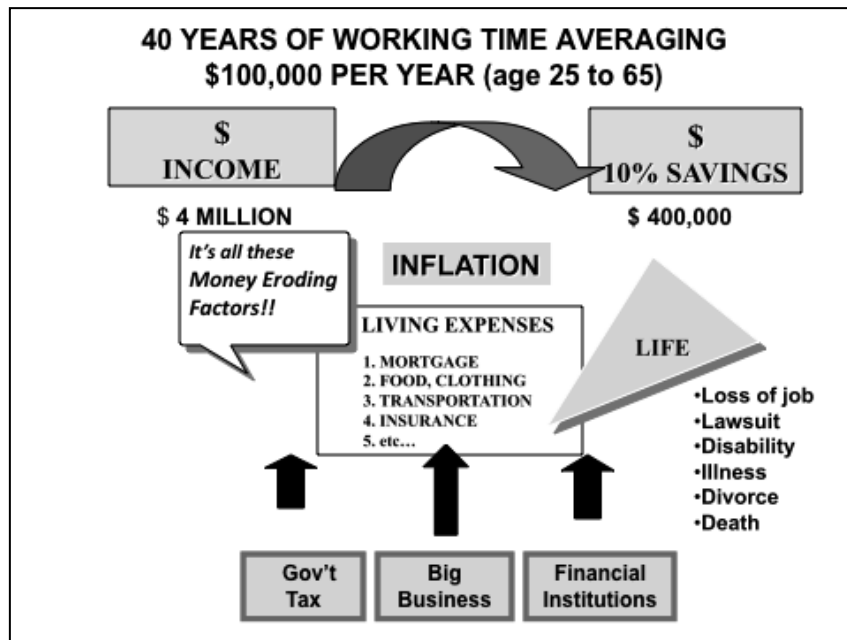 40 YEARS OF WORKING TIME AVERAGING
$100,000 PER YEAR (age 25 to 65)
$
INCOME
$
10% SAVINGS
$ 4 MILLION
$ 400,000
It's all these
Money Eroding
Factors!!
INFLATION
LIVING EXPENSES
1. MORTGAGE
2. FOOD, CLOTHING
3. TRANSPORTATION
4. INSURANCE
5. etc...
LIFE
•Loss of job
•Lawsuit
•Disability
•Illness
•Divorce
•Death
Gov't
Tax
Big
Business
Financial
Institutions